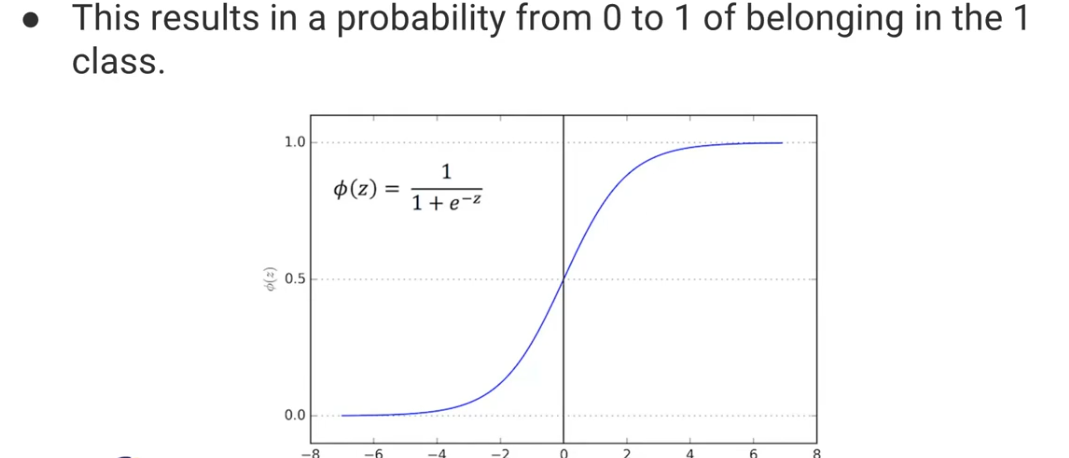 ● This results in a probability from 0 to 1 of belonging in the 1
class.
1.0
ϕ(z) = 1 / 1 + e^−z
ϕ(z)
0.5
0.0
−8 −6 −4 −2 0 2 4 6 8